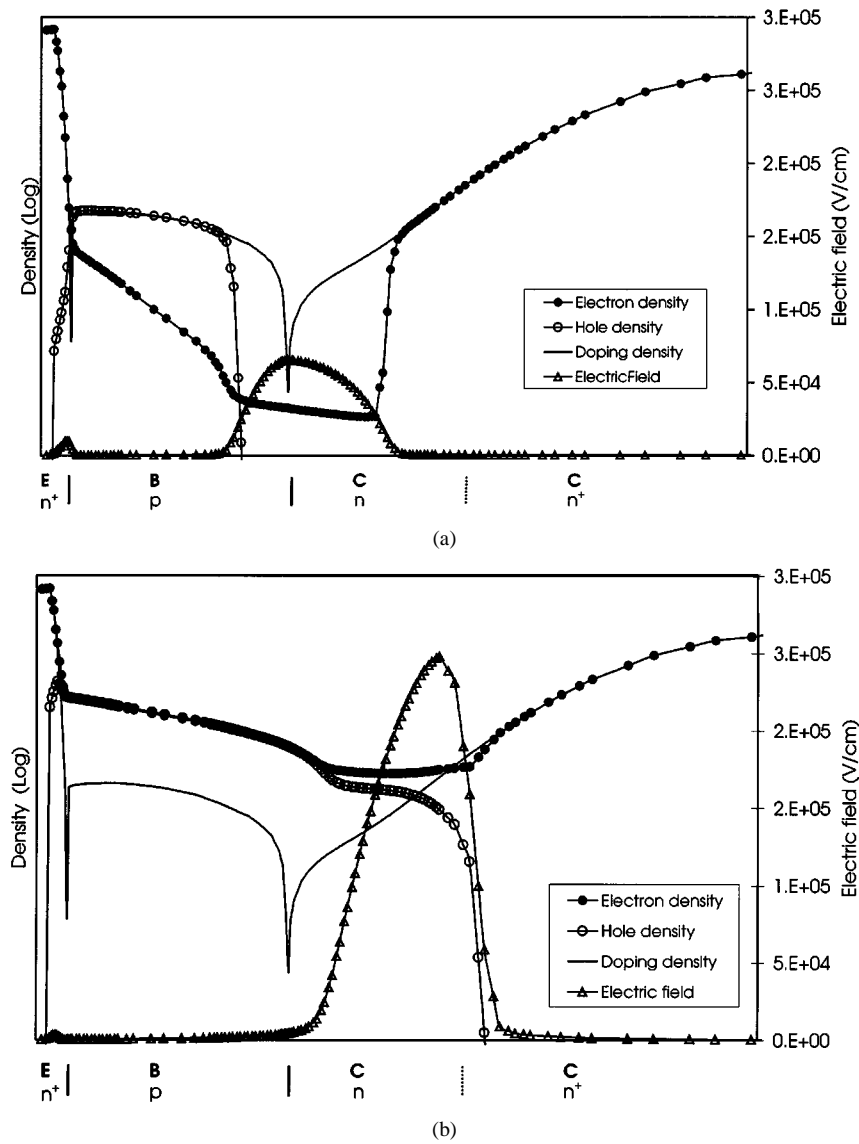 3.E+05
3.E+05
2.E+05
2.E+05
1.E+05
5.E+04
0.E+00
Density (Log)
Electric field (V/cm)
Electron density
Hole density
Doping density
ElectricField
E B C C
n+ p n n+
(a)
3.E+05
3.E+05
2.E+05
2.E+05
1.E+05
5.E+04
0.E+00
Density (Log)
Electric field (V/cm)
Electron density
Hole density
Doping density
Electric field
E B C C
n+ p n n+
(b)